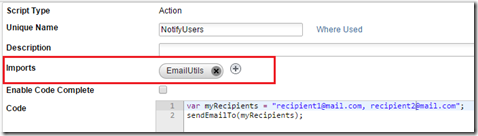 Script Type Action
Unique Name NotifyUsers Where Used
Description
Imports EmailUtils
Enable Code Complete
Code 1 var myRecipients = "recipient1@mail.com, recipient2@mail.com";
2 sendEmailTo(myRecipients);